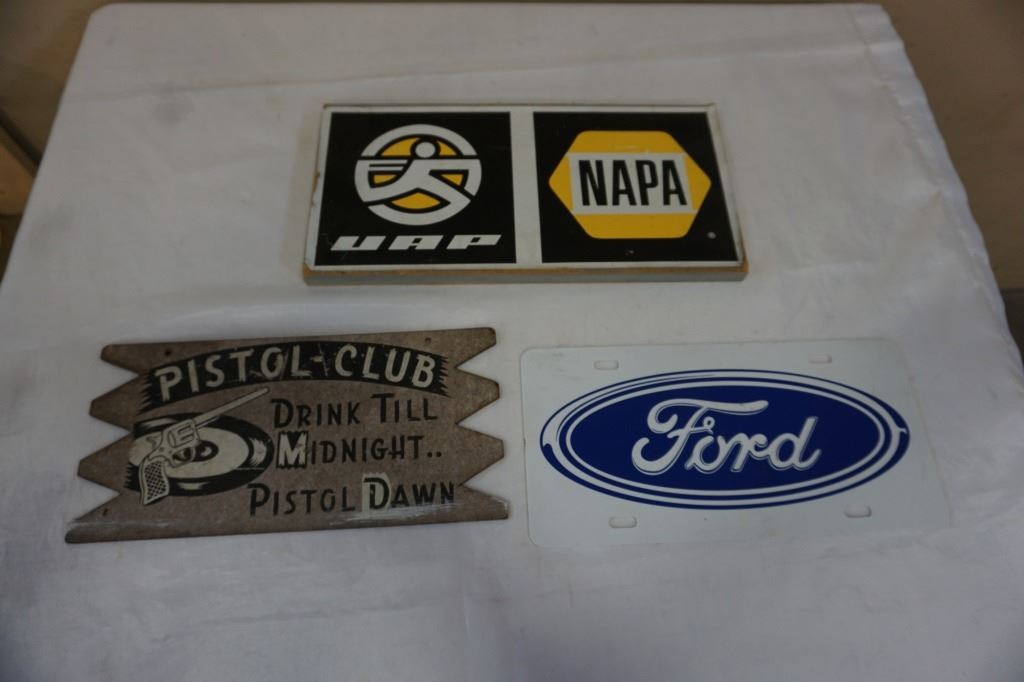 UAP
NAPA
PISTOL-CLUB
DRINK TILL
MIDNIGHT..
PISTOL DAWN
Ford